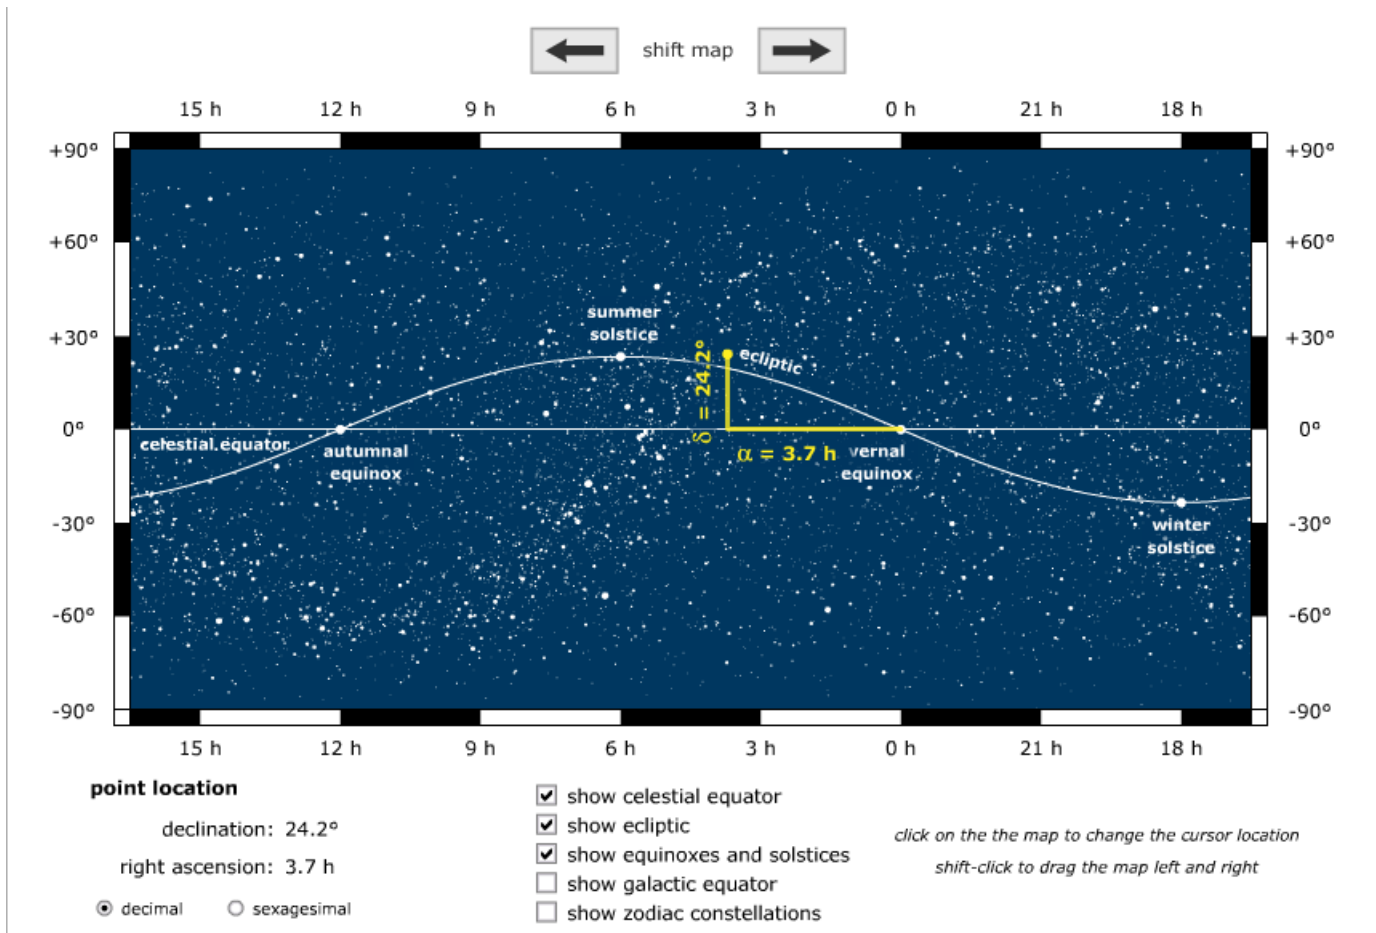 shift map
15 h 12 h 9 h 6 h 3 h 0 h 21 h 18 h
+90° +90°
+60° +60°
summer
solstice
+30° +30°
ecliptic
δ = 24.2°
0° 0°
celestial equator
autumnal
equinox
α = 3.7 h
vernal
equinox
-30° -30°
winter
solstice
-60° -60°
-90° -90°
15 h 12 h 9 h 6 h 3 h 0 h 21 h 18 h
point location
declination: 24.2°
right ascension: 3.7 h
decimal sexagesimal
show celestial equator
show ecliptic
show equinoxes and solstices
show galactic equator
show zodiac constellations
click on the the map to change the cursor location
shift-click to drag the map left and right